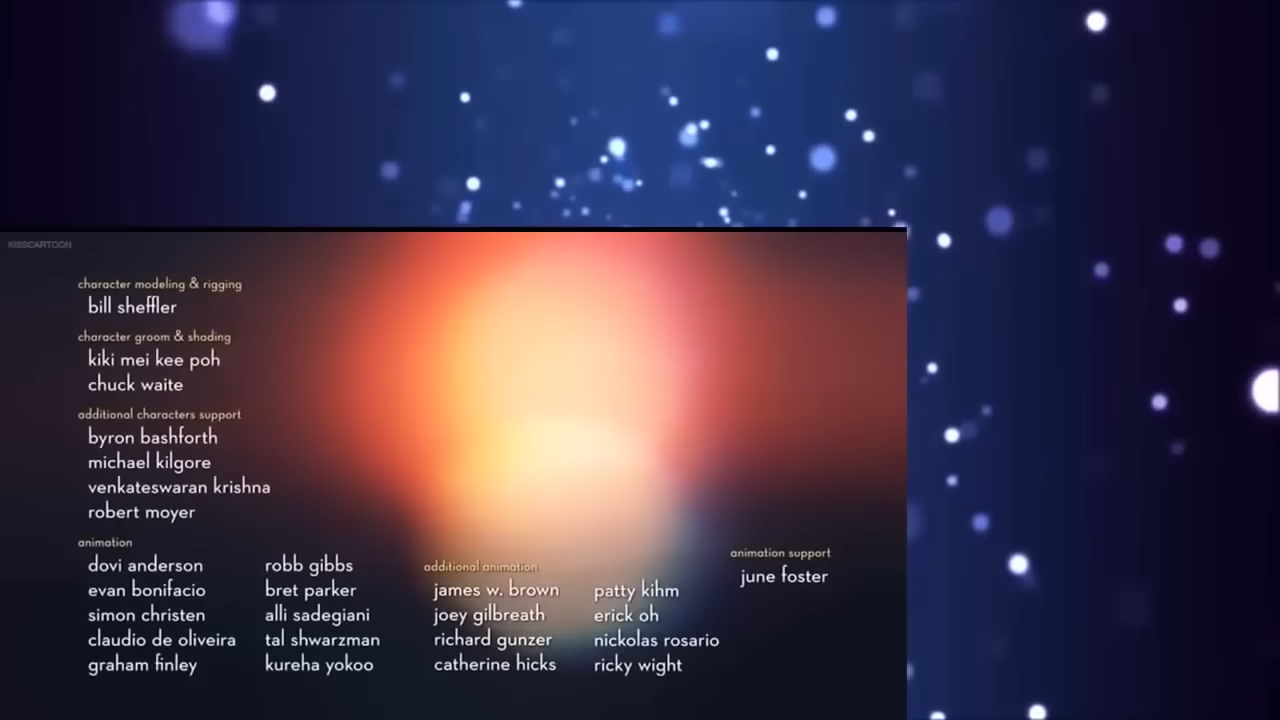 KISSCARTOON
character modeling & rigging
bill sheffler
character groom & shading
kiki mei kee poh
chuck waite
additional characters support
byron bashforth
michael kilgore
venkateswaran krishna
robert moyer
animation
dovi anderson
evan bonifacio
simon christen
claudio de oliveira
graham finley
robb gibbs
bret parker
alli sadegiani
tal shwarzman
kureha yokoo
additional animation
james w. brown
joey gilbreath
richard gunzer
catherine hicks
patty kihm
erick oh
nickolas rosario
ricky wight
animation support
june foster